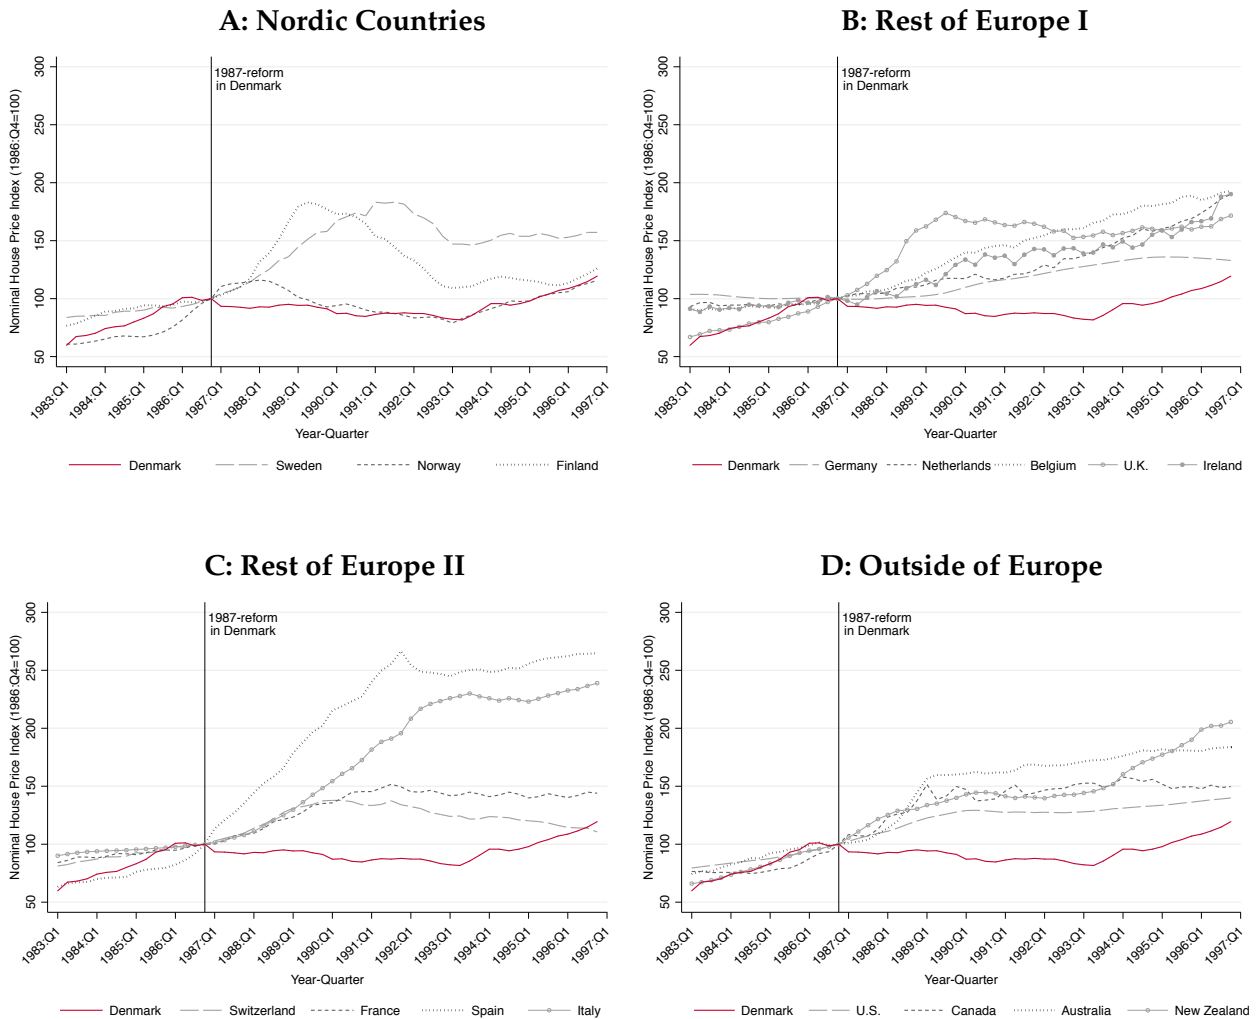 A: Nordic Countries
Nominal House Price Index (1986:Q4=100)
300
250
200
150
100
50
1987-reform
in Denmark
1983:Q1 1984:Q1 1985:Q1 1986:Q1 1987:Q1 1988:Q1 1989:Q1 1990:Q1 1991:Q1 1992:Q1 1993:Q1 1994:Q1 1995:Q1 1996:Q1 1997:Q1
Year-Quarter
Denmark Sweden Norway Finland
B: Rest of Europe I
Nominal House Price Index (1986:Q4=100)
300
250
200
150
100
50
1987-reform
in Denmark
1983:Q1 1984:Q1 1985:Q1 1986:Q1 1987:Q1 1988:Q1 1989:Q1 1990:Q1 1991:Q1 1992:Q1 1993:Q1 1994:Q1 1995:Q1 1996:Q1 1997:Q1
Year-Quarter
Denmark Germany Netherlands Belgium U.K. Ireland
C: Rest of Europe II
Nominal House Price Index (1986:Q4=100)
300
250
200
150
100
50
1987-reform
in Denmark
1983:Q1 1984:Q1 1985:Q1 1986:Q1 1987:Q1 1988:Q1 1989:Q1 1990:Q1 1991:Q1 1992:Q1 1993:Q1 1994:Q1 1995:Q1 1996:Q1 1997:Q1
Year-Quarter
Denmark Switzerland France Spain Italy
D: Outside of Europe
Nominal House Price Index (1986:Q4=100)
300
250
200
150
100
50
1987-reform
in Denmark
1983:Q1 1984:Q1 1985:Q1 1986:Q1 1987:Q1 1988:Q1 1989:Q1 1990:Q1 1991:Q1 1992:Q1 1993:Q1 1994:Q1 1995:Q1 1996:Q1 1997:Q1
Year-Quarter
Denmark U.S. Canada Australia New Zealand